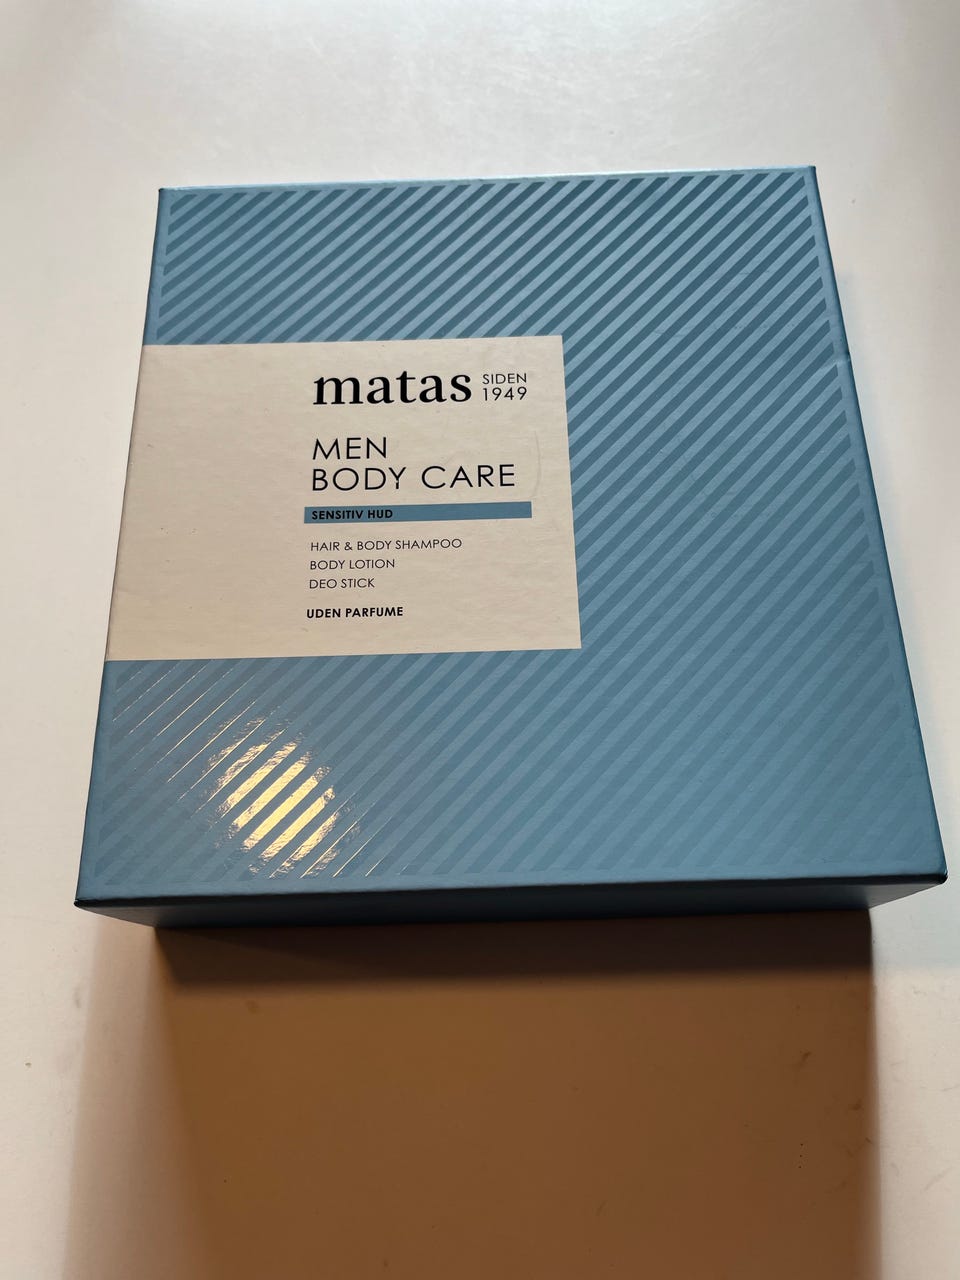 matas SIDEN 1949
MEN
BODY CARE
SENSITIV HUD
HAIR & BODY SHAMPOO
BODY LOTION
DEO STICK
UDEN PARFUME